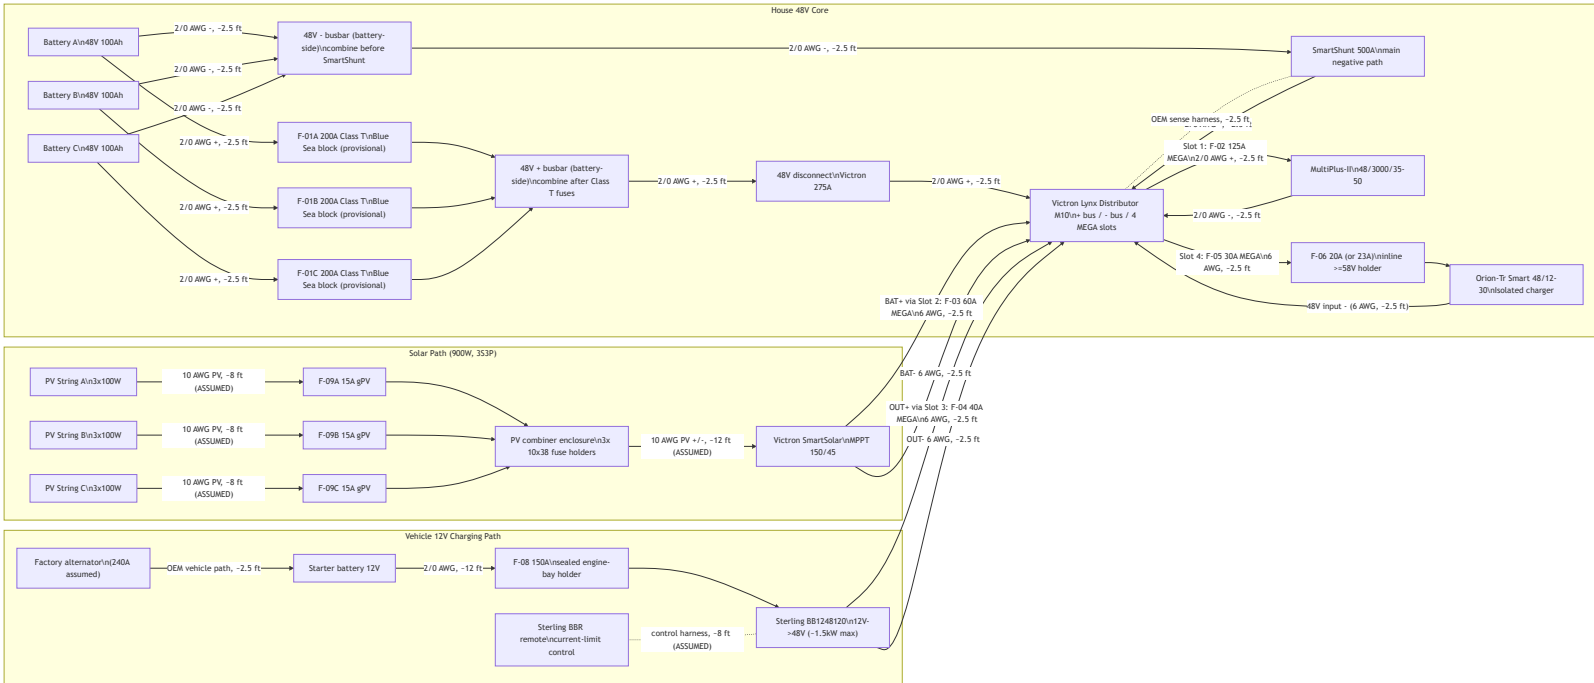 House 48V Core
Battery A\n48V 100Ah
Battery B\n48V 100Ah
Battery C\n48V 100Ah
2/0 AWG -, ~2.5 ft
2/0 AWG -, ~2.5 ft
2/0 AWG -, ~2.5 ft
2/0 AWG +, ~2.5 ft
2/0 AWG +, ~2.5 ft
2/0 AWG +, ~2.5 ft
48V - busbar (battery-
side)\ncombine before
SmartShunt
F-01A 200A Class T\nBlue
Sea block (provisional)
F-01B 200A Class T\nBlue
Sea block (provisional)
F-01C 200A Class T\nBlue
Sea block (provisional)
48V + busbar (battery-
side)\ncombine after Class
T fuses
2/0 AWG +, ~2.5 ft
48V disconnect\nVictron
275A
2/0 AWG +, ~2.5 ft
2/0 AWG -, ~2.5 ft
SmartShunt 500A\nmain
negative path
OEM sense harness, ~2.5 ft
Slot 1: F-02 125A
MEGA\n2/0 AWG +, ~2.5 ft
MultiPlus-II\n48/3000/35-
50
2/0 AWG -, ~2.5 ft
Victron Lynx Distributor
M10\n+ bus / - bus / 4
MEGA slots
Slot 4: F-05 30A MEGA\n6
AWG, ~2.5 ft
F-06 20A (or 23A)\ninline
>=58V holder
Orion-Tr Smart 48/12-
30\nIsolated charger
48V input - (6 AWG, ~2.5 ft)
BAT+ via Slot 2: F-03 60A
MEGA\n6 AWG, ~2.5 ft
BAT- 6 AWG, ~2.5 ft
OUT+ via Slot 3: F-04 40A
MEGA\n6 AWG, ~2.5 ft
OUT- 6 AWG, ~2.5 ft
Solar Path (900W, 3S3P)
PV String A\n3x100W
10 AWG PV, ~8 ft
(ASSUMED)
F-09A 15A gPV
PV String B\n3x100W
10 AWG PV, ~8 ft
(ASSUMED)
F-09B 15A gPV
PV String C\n3x100W
10 AWG PV, ~8 ft
(ASSUMED)
F-09C 15A gPV
PV combiner enclosure\n3x
10x38 fuse holders
10 AWG PV +/-, ~12 ft
(ASSUMED)
Victron SmartSolar\nMPPT
150/45
Vehicle 12V Charging Path
Factory alternator\n(240A
assumed)
OEM vehicle path, ~2.5 ft
Starter battery 12V
2/0 AWG, ~12 ft
F-08 150A\nsealed engine-
bay holder
Sterling BBR
remote\ncurrent-limit
control
control harness, ~8 ft
(ASSUMED)
Sterling BB1248120\n12V-
>48V (~1.5kW max)